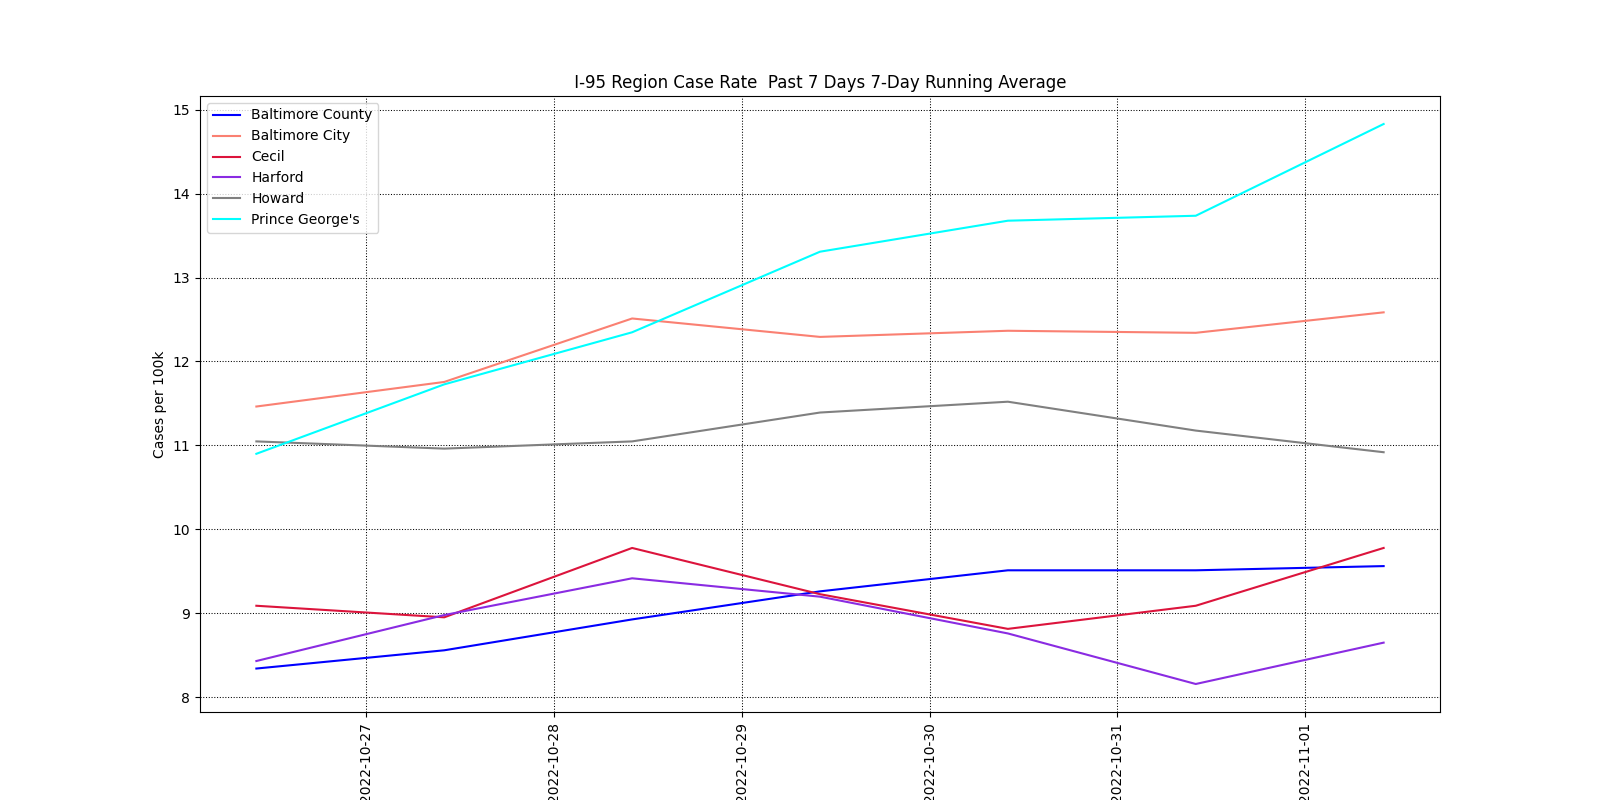 I-95 Region Case Rate  Past 7 Days 7-Day Running Average
Baltimore County
Baltimore City
Cecil
Harford
Howard
Prince George's
Cases per 100k
15
14
13
12
11
10
9
8
2022-10-27
2022-10-28
2022-10-29
2022-10-30
2022-10-31
2022-11-01